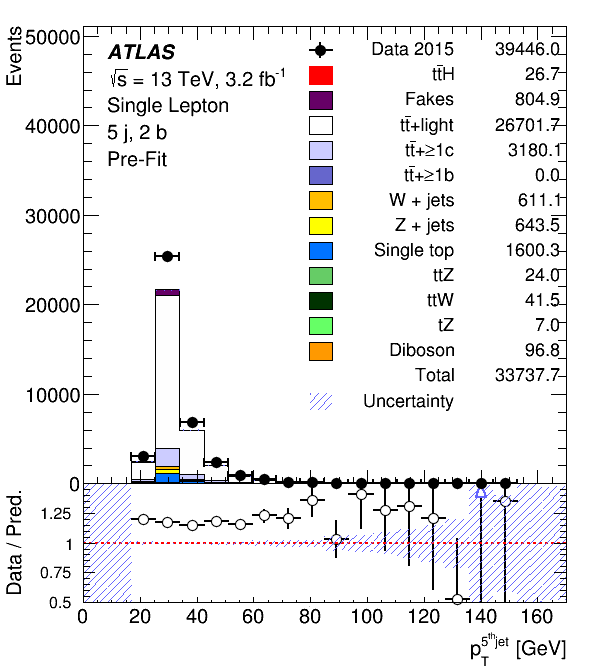 Events
50000
40000
30000
20000
10000
0
ATLAS
√s = 13 TeV, 3.2 fb⁻¹
Single Lepton
5 j, 2 b
Pre-Fit
Data 2015 39446.0
tt̄H 26.7
Fakes 804.9
tt̄+light 26701.7
tt̄+≥1c 3180.1
tt̄+≥1b 0.0
W + jets 611.1
Z + jets 643.5
Single top 1600.3
ttZ 24.0
ttW 41.5
tZ 7.0
Diboson 96.8
Total 33737.7
Uncertainty
Data / Pred.
1.25
1
0.75
0.5
0 20 40 60 80 100 120 140 160
p_T^{5th jet} [GeV]